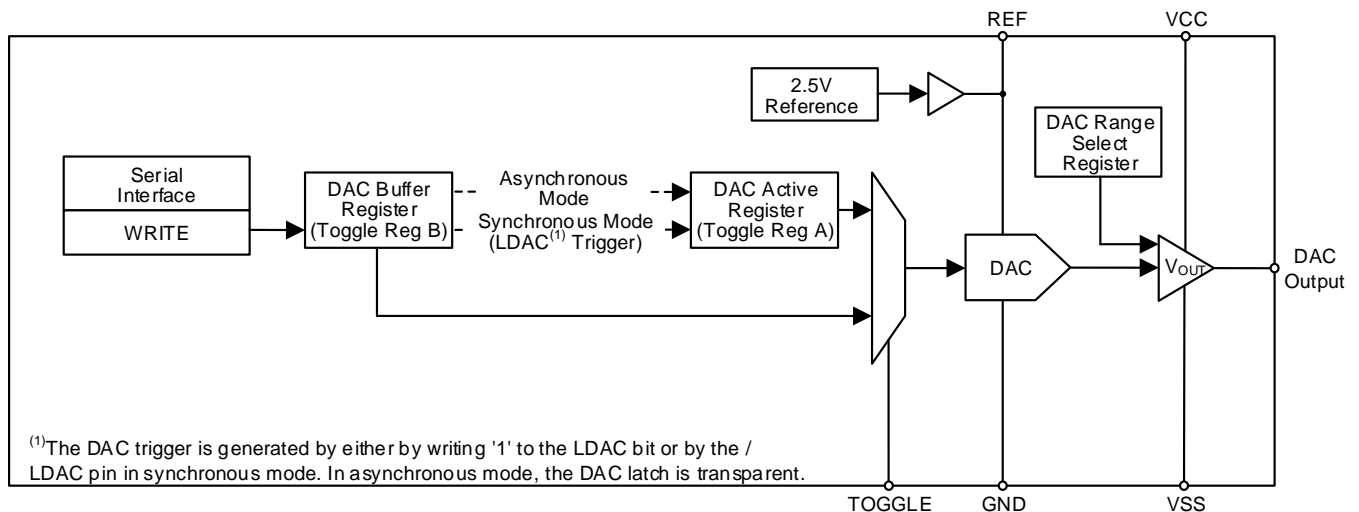 REF
VCC
2.5V
Reference
DAC Range
Select
Register
Serial
Interface
WRITE
DAC Buffer
Register
(Toggle Reg B)
Asynchronous
Mode
Synchronous Mode
(LDAC(1) Trigger)
DAC Active
Register
(Toggle Reg A)
DAC
VOUT
DAC
Output
(1)The DAC trigger is generated by either by writing '1' to the LDAC bit or by the /
LDAC pin in synchronous mode. In asynchronous mode, the DAC latch is transparent.
TOGGLE
GND
VSS